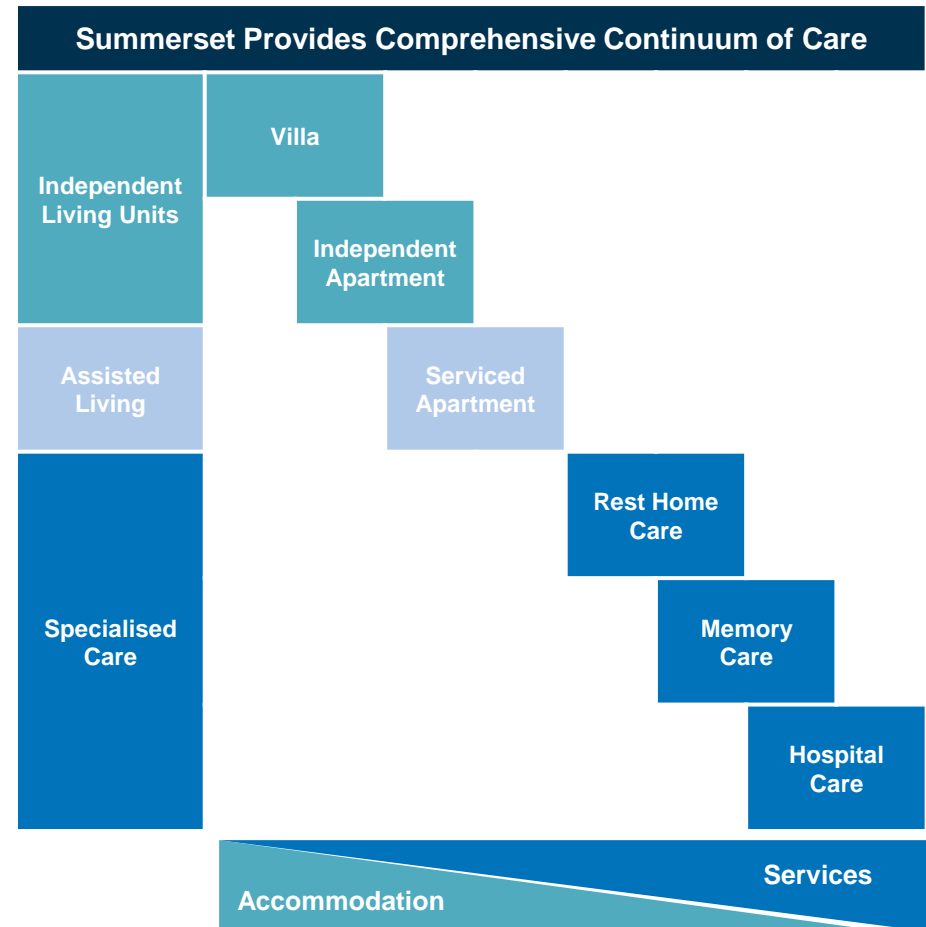 Summerset Provides Comprehensive Continuum of Care
Villa
Independent
Living Units
Independent
Apartment
Assisted
Living
Serviced
Apartment
Rest Home
Care
Specialised
Care
Memory
Care
Hospital
Care
Services
Accommodation